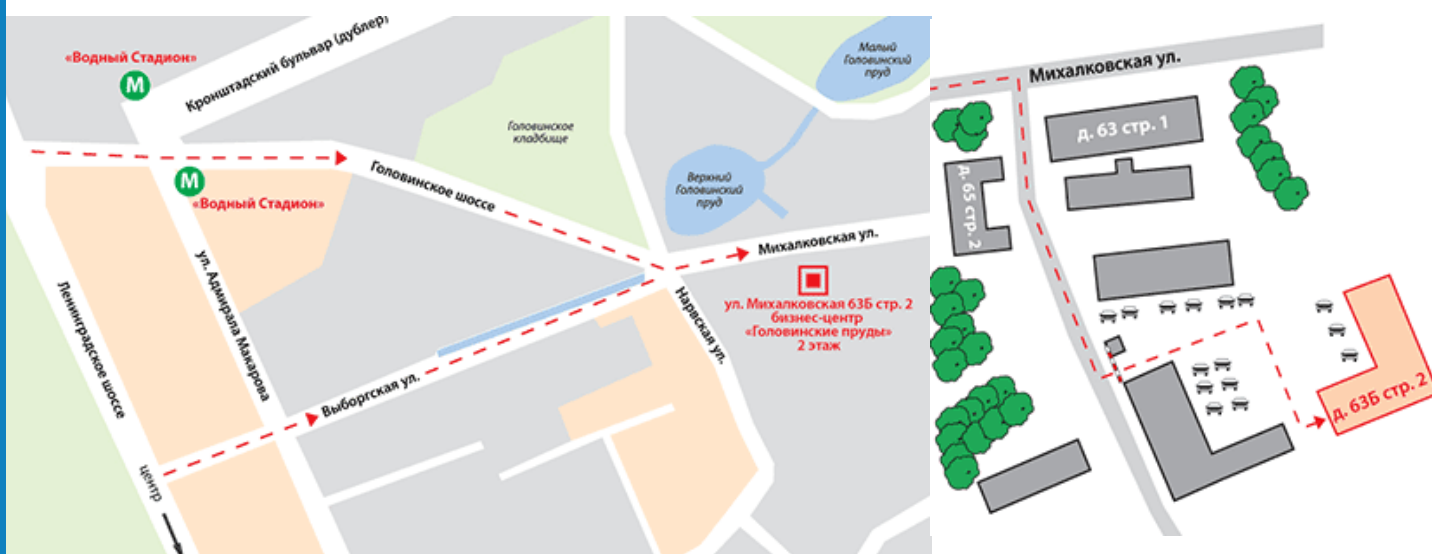 «Водный Стадион»
М
Кронштадский бульвар (дублер)
Малый
Головинский
пруд
Головинское
кладбище
Головинское шоссе
Верхний
Головинский
пруд
М
«Водный Стадион»
ул. Адмирала Макарова
Ленинградское шоссе
Михалковская ул.
ул. Михалковская 63Б стр. 2
бизнес-центр
«Головинские пруды»
2 этаж
Нарвская ул.
Выборгская ул.
центр
Михалковская ул.
д. 63 стр. 1
д. 65 стр. 2
д. 63Б стр. 2